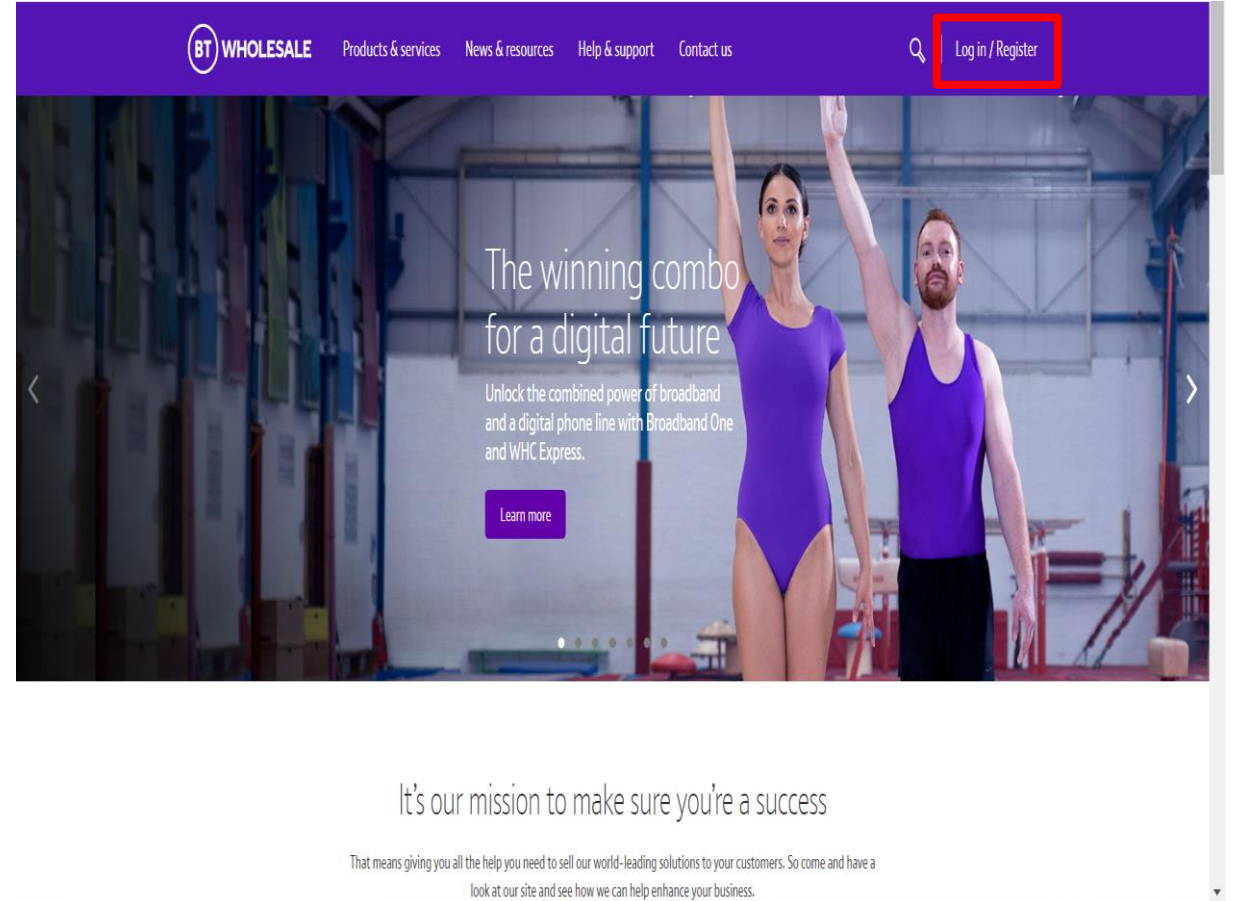 BT WHOLESALE Products & services News & resources Help & support Contact us Log in / Register
The winning combo
for a digital future
Unlock the combined power of broadband
and a digital phone line with Broadband One
and WHC Express.
Learn more
It's our mission to make sure you're a success
That means giving you all the help you need to sell our world-leading solutions to your customers. So come and have a
look at our site and see how we can help enhance your business.